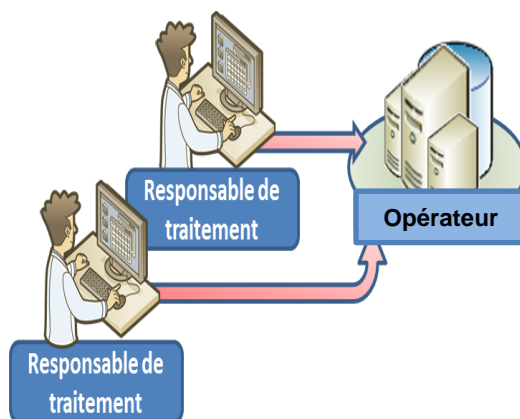 Responsable de
traitement
Opérateur
Responsable de
traitement